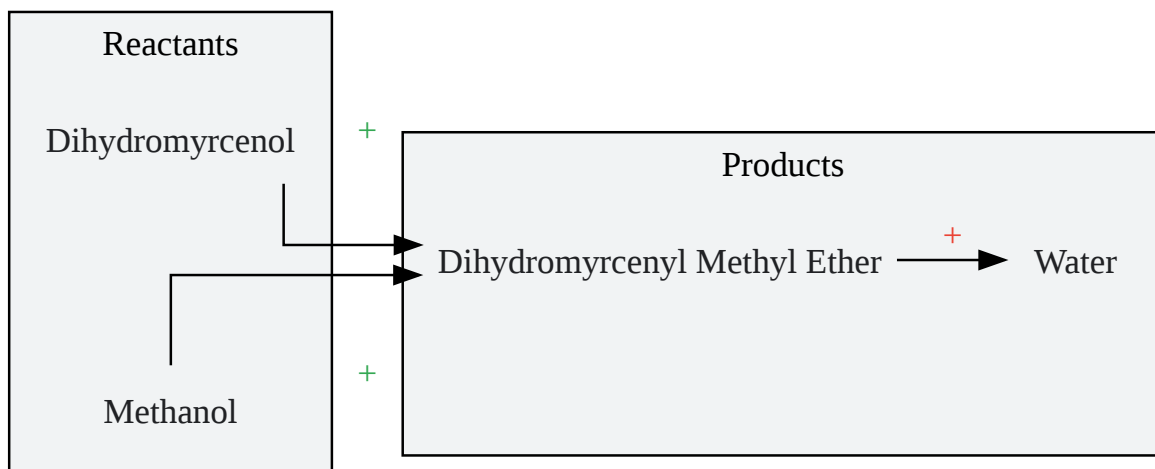 Reactants
Dihydromyrcenol
+
Products
+
Dihydromyrcenyl Methyl Ether
Water
+
Methanol